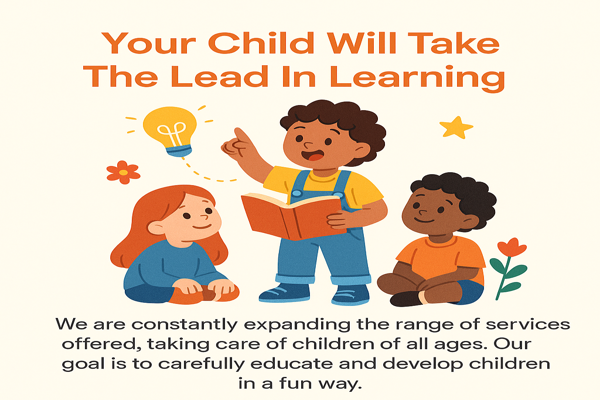 Your Child Will Take
The Lead In Learning
We are constantly expanding the range of services
offered, taking care of children of all ages. Our
goal is to carefully educate and develop children
in a fun way.